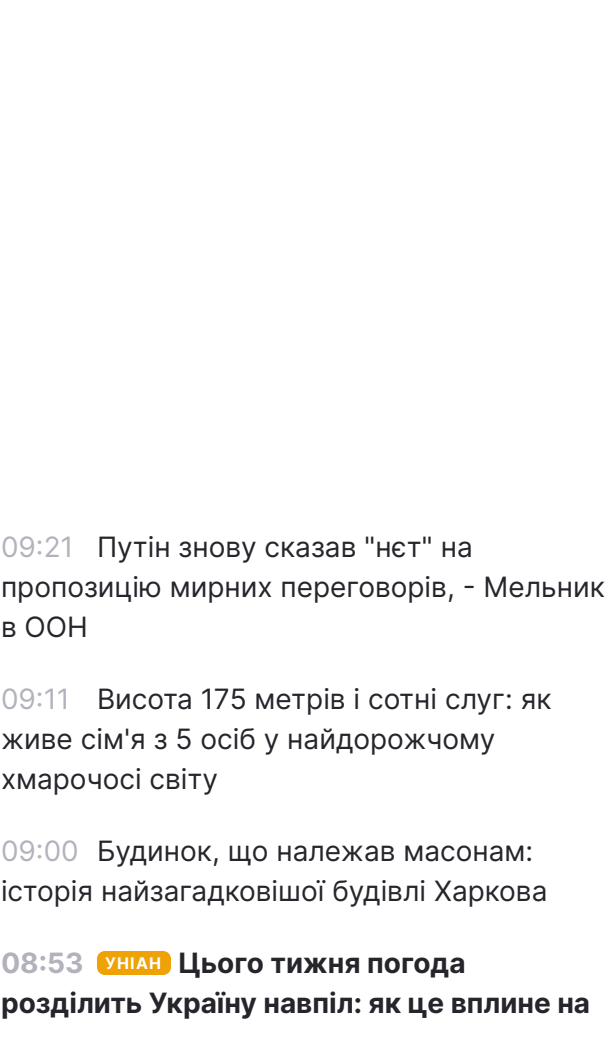 09:21 Путін знову сказав "нєт" на
пропозицію мирних переговорів, - Мельник
в ООН
09:11 Висота 175 метрів і сотні слуг: як
живе сім'я з 5 осіб у найдорожчому
хмарочосі світу
09:00 Будинок, що належав масонам:
історія найзагадковішої будівлі Харкова
08:53 УНІАН Цього тижня погода
розділить Україну навпіл: як це вплине на